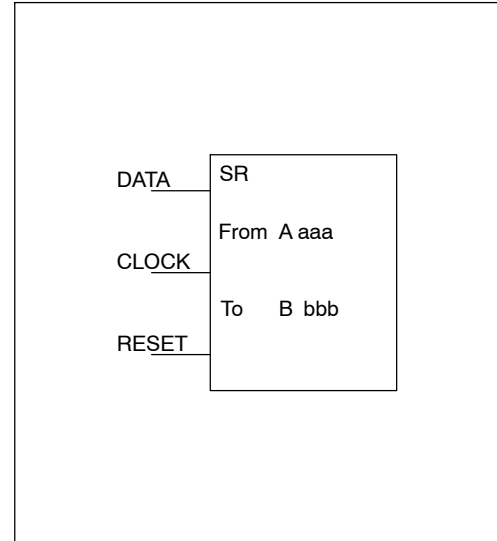 SR
DATA
From A aaa
CLOCK
To B bbb
RESET